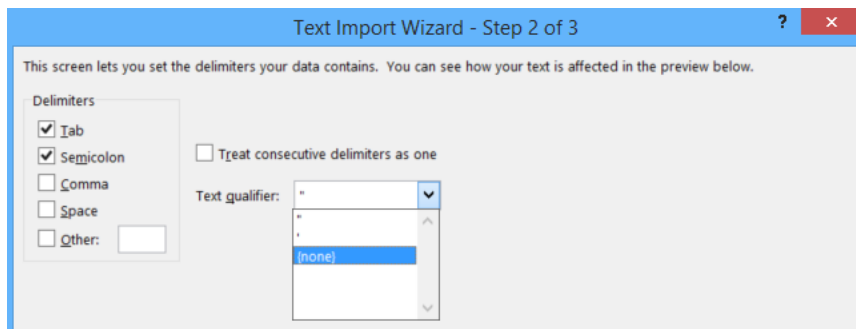 Text Import Wizard - Step 2 of 3
?
This screen lets you set the delimiters your data contains.  You can see how your text is affected in the preview below.
Delimiters
Tab
Semicolon
Comma
Space
Other:
Treat consecutive delimiters as one
Text qualifier: "
"
'
{none}